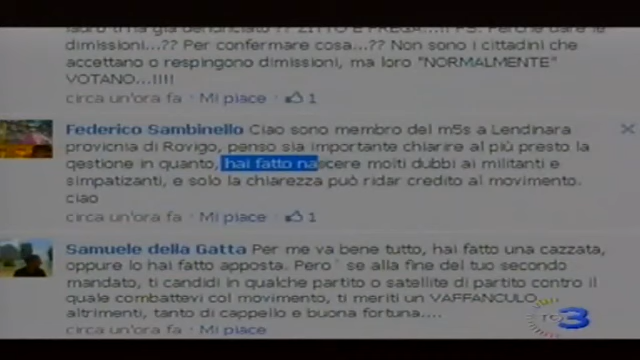 ladro ti ha già denunciato?? ZITTO E PREGA...!! P.S. Perchè dare le
dimissioni...?? Per confermare cosa...?? Non sono i cittadini che
accettano o respingono dimissioni, ma loro "NORMALMENTE"
VOTANO...!!!!
circa un'ora fa · Mi piace · 1
Federico Sambinello Ciao sono membro del m5s a Lendinara
provicnia di Rovigo, penso sia importante chiarire al più presto la
qestione in quanto, hai fatto nascere molti dubbi ai militanti e
simpatizanti, e solo la chiarezza può ridar credito al movimento.
ciao
circa un'ora fa · Mi piace · 1
Samuele della Gatta Per me va bene tutto, hai fatto una cazzata,
oppure lo hai fatto apposta. Pero` se alla fine del tuo secondo
mandato, ti candidi in qualche partito o satellite di partito contro il
quale combattevi col movimento, ti meriti un VAFFANCULO,
altrimenti, tanto di cappello e buona fortuna....
circa un'ora fa · Mi piace
TG 3